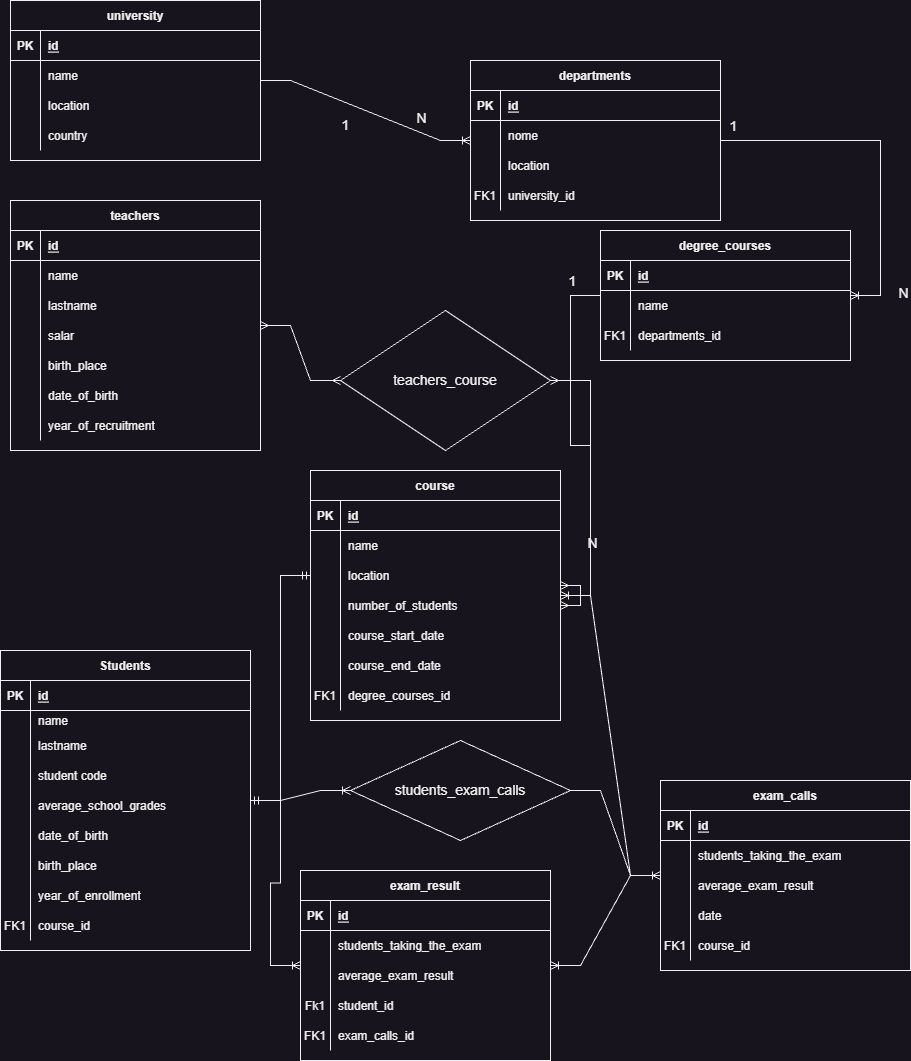 university
PK id
name
location
country
1
N
departments
PK id
nome
location
FK1 university_id
1
N
teachers
PK id
name
lastname
salar
birth_place
date_of_birth
year_of_recruitment
degree_courses
PK id
name
FK1 departments_id
1
teachers_course
N
course
PK id
name
location
number_of_students
course_start_date
course_end_date
FK1 degree_courses_id
Students
PK id
name
lastname
student code
average_school_grades
date_of_birth
birth_place
year_of_enrollment
FK1 course_id
students_exam_calls
exam_calls
PK id
students_taking_the_exam
average_exam_result
date
FK1 course_id
exam_result
PK id
students_taking_the_exam
average_exam_result
Fk1 student_id
FK1 exam_calls_id